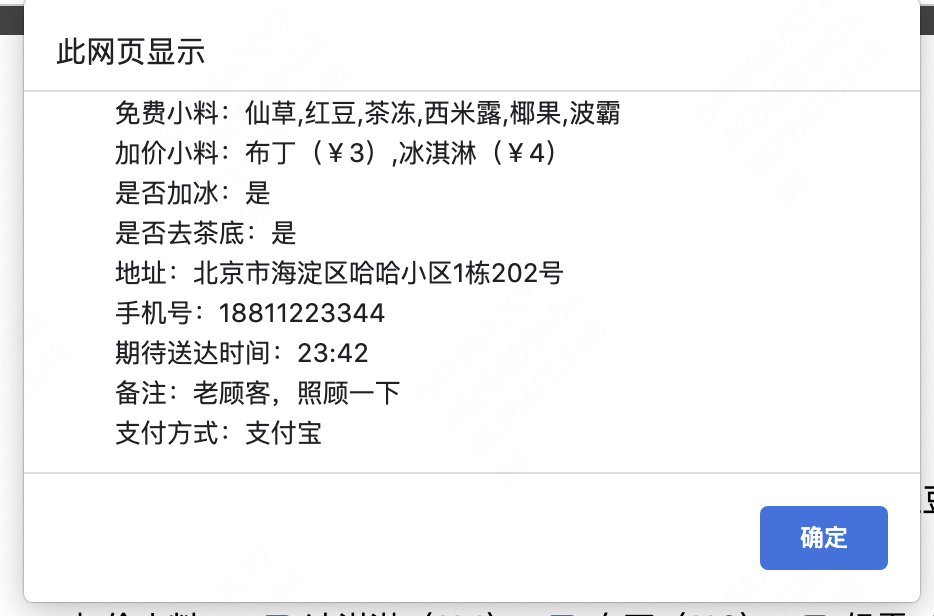 此网页显示
免费小料：仙草,红豆,茶冻,西米露,椰果,波霸
加价小料：布丁（￥3）,冰淇淋（￥4）
是否加冰：是
是否去茶底：是
地址：北京市海淀区哈哈小区1栋202号
手机号：18811223344
期待送达时间：23:42
备注：老顾客，照顾一下
支付方式：支付宝
确定